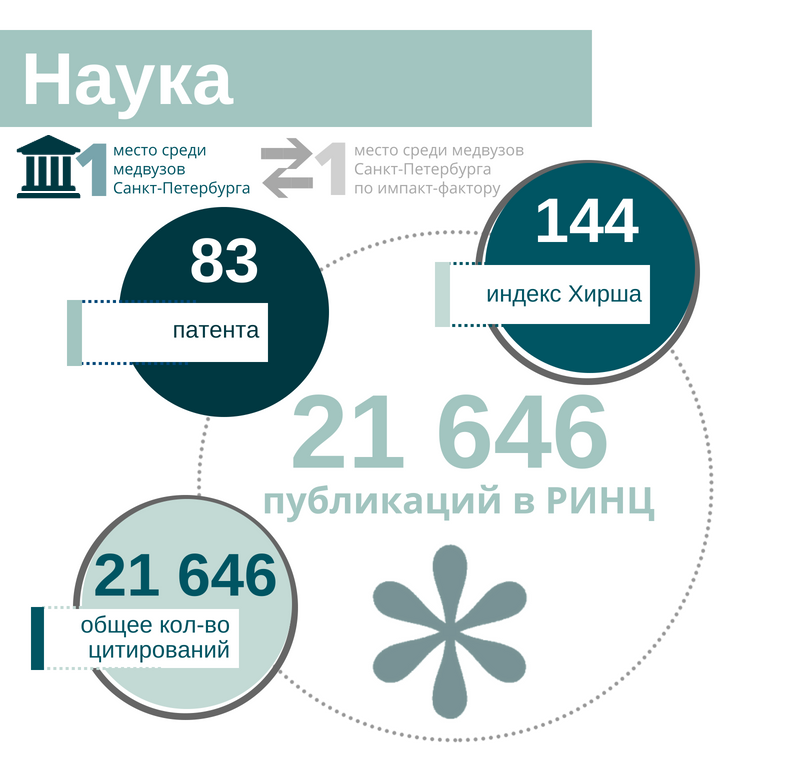 Наука
1
место среди
медвузов
Санкт-Петербурга
1
место среди медвузов
Санкт-Петербурга
по импакт-фактору
144
индекс Хирша
83
патента
21 646
публикаций в РИНЦ
21 646
общее кол-во
цитирований